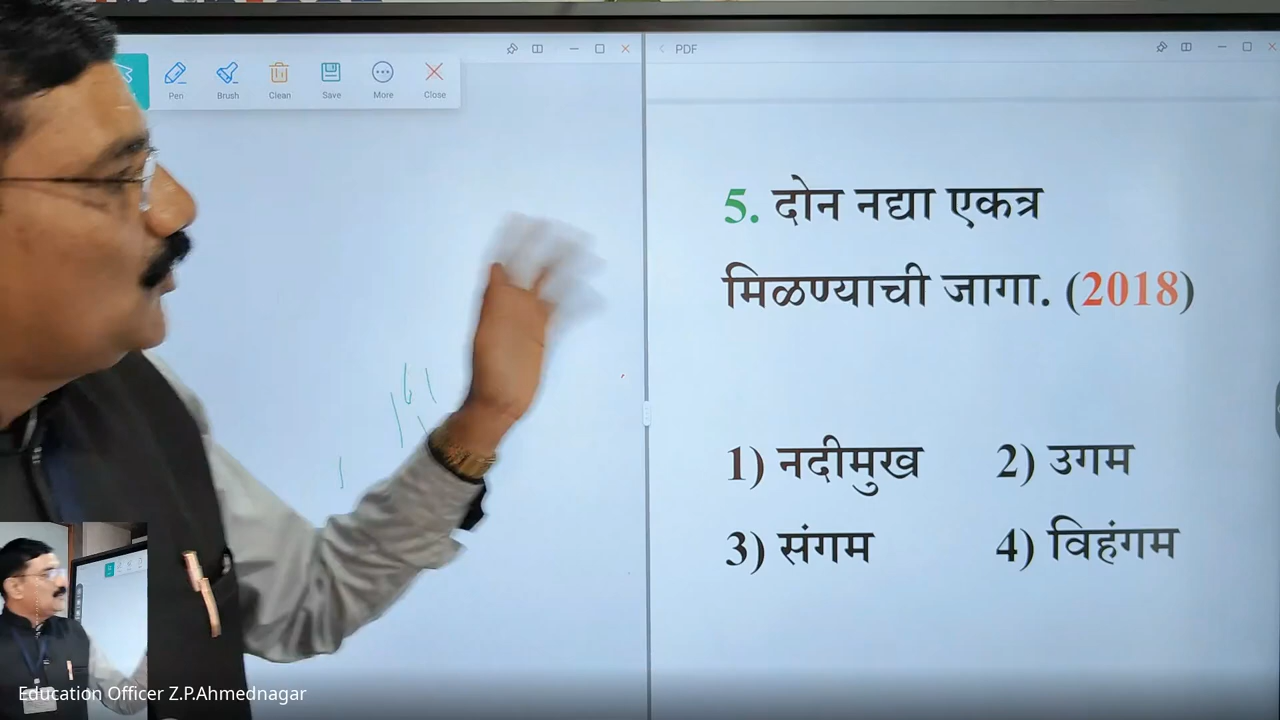 PDF
Pen
Brush
Clean
Save
More
Close
5. दोन नद्या एकत्र
मिळण्याची जागा. (2018)
1) नदीमुख 2) उगम
3) संगम 4) विहंगम
Education Officer Z.P.Ahmednagar